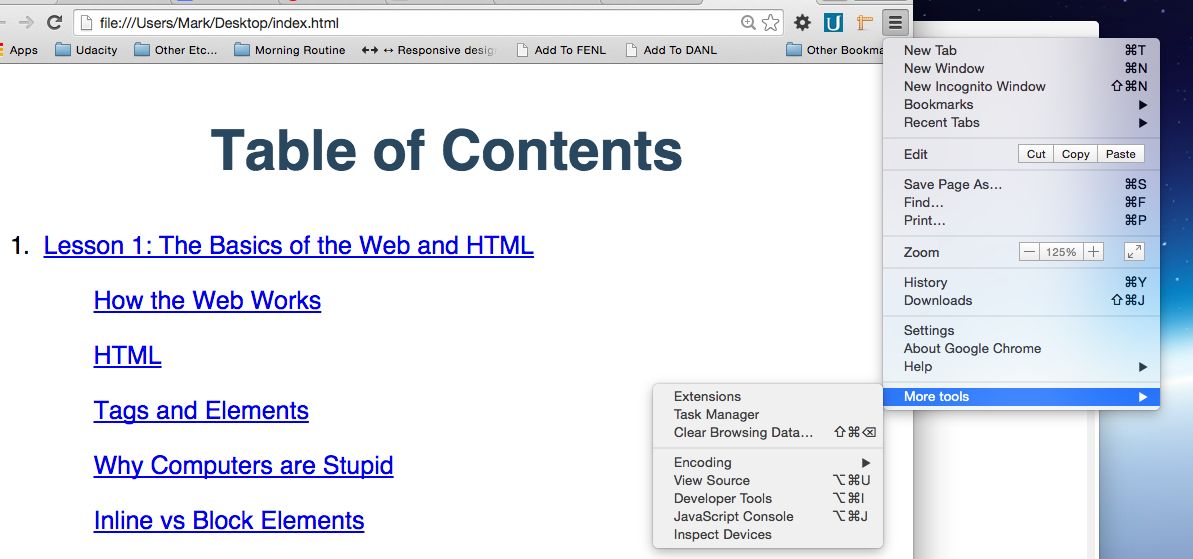 file:///Users/Mark/Desktop/index.html
Apps Udacity Other Etc... Morning Routine ↔ Responsive desig Add To FENL Add To DANL Other Bookma
Table of Contents
1. Lesson 1: The Basics of the Web and HTML
How the Web Works
HTML
Tags and Elements
Why Computers are Stupid
Inline vs Block Elements
New Tab ⌘T
New Window ⌘N
New Incognito Window ⇧⌘N
Bookmarks ▶
Recent Tabs ▶
Edit Cut Copy Paste
Save Page As... ⌘S
Find... ⌘F
Print... ⌘P
Zoom − 125% +
History ⌘Y
Downloads ⇧⌘J
Settings
About Google Chrome
Help ▶
More tools ▶
Extensions
Task Manager
Clear Browsing Data... ⇧⌘⌫
Encoding ▶
View Source ⌥⌘U
Developer Tools ⌥⌘I
JavaScript Console ⌥⌘J
Inspect Devices